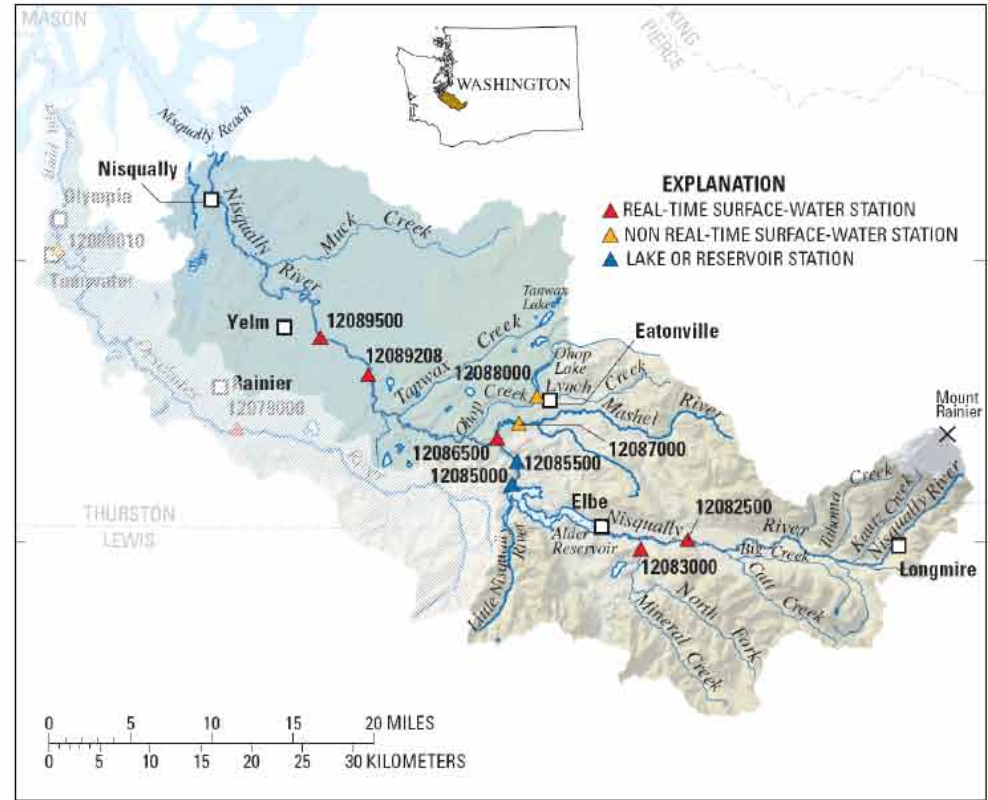 MASON
KING
PIERCE
WASHINGTON
Nisqually Reach
Nisqually
EXPLANATION
REAL-TIME SURFACE-WATER STATION
NON REAL-TIME SURFACE-WATER STATION
LAKE OR RESERVOIR STATION
Olympia
Tumwater
Nisqually
River
Muck Creek
Yelm
12089500
12089208
Tanwax
Lake
Tanwax Creek
Eatonville
Ohop
Lake
12088000
Lynch Creek
Ohop Creek
Mashel River
Mount
Rainier
Deschutes
River
Rainier
12079000
12086500
12087000
12085500
12085000
THURSTON
LEWIS
Elbe
12082500
Nisqually River
Alder
Reservoir
12083000
Big Creek
Tahoma Creek
Kautz Creek
Nisqually River
Longmire
Catt Creek
Little Nisqually River
North Fork
Mineral Creek
0 5 10 15 20 MILES
0 5 10 15 20 25 30 KILOMETERS